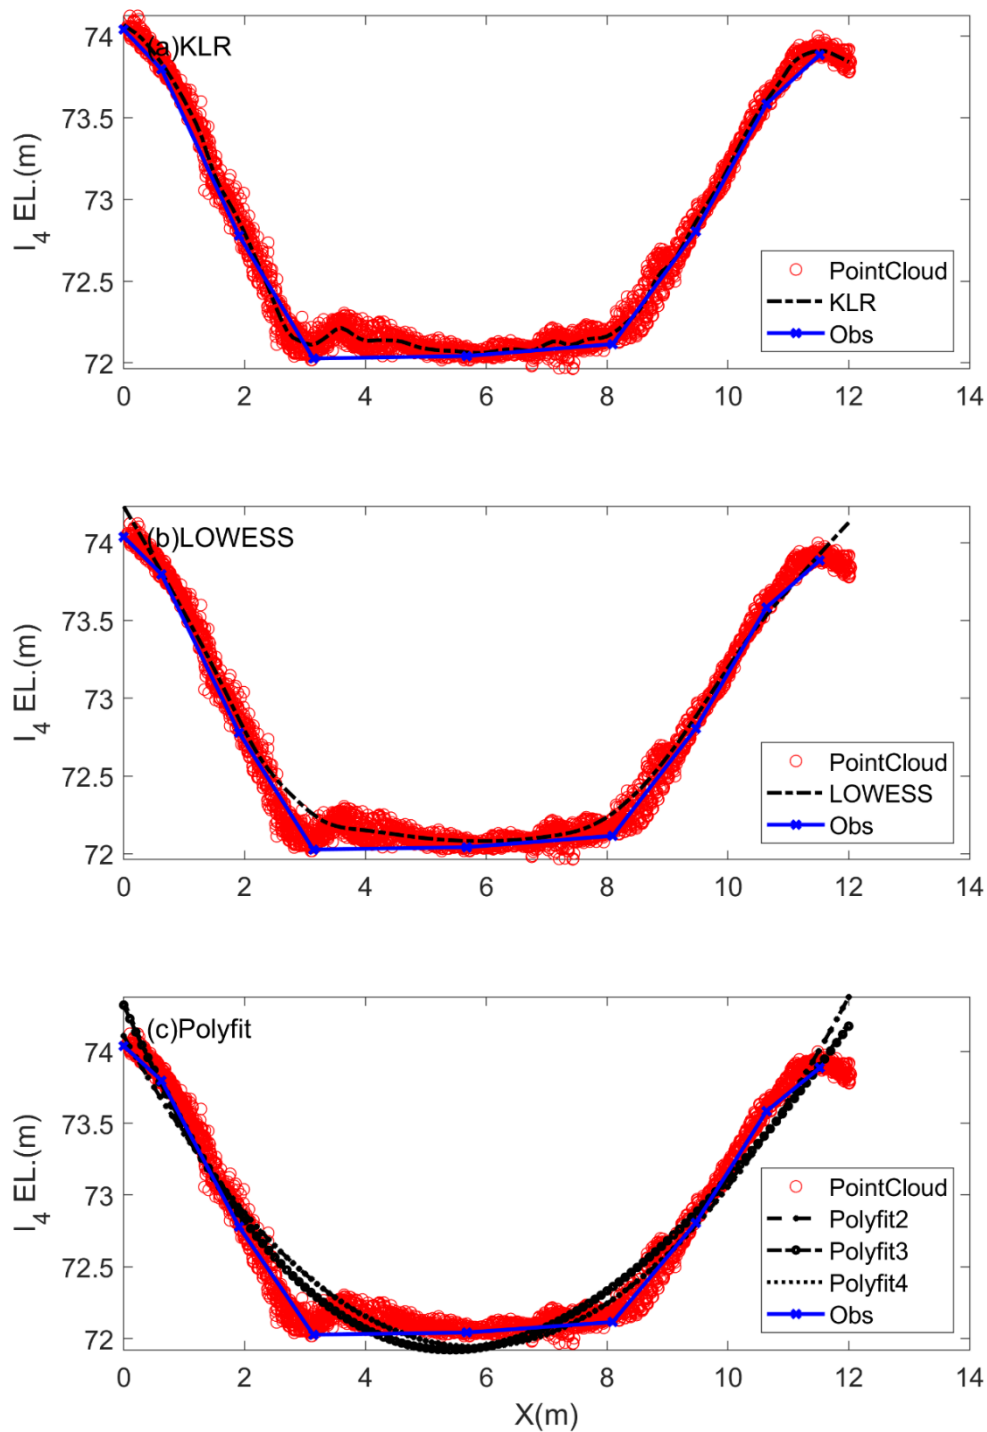 (a)KLR
I4 EL.(m)
74
73.5
73
72.5
72
0 2 4 6 8 10 12 14
PointCloud
KLR
Obs
(b)LOWESS
I4 EL.(m)
74
73.5
73
72.5
72
0 2 4 6 8 10 12 14
PointCloud
LOWESS
Obs
(c)Polyfit
I4 EL.(m)
74
73.5
73
72.5
72
0 2 4 6 8 10 12 14
PointCloud
Polyfit2
Polyfit3
Polyfit4
Obs
X(m)